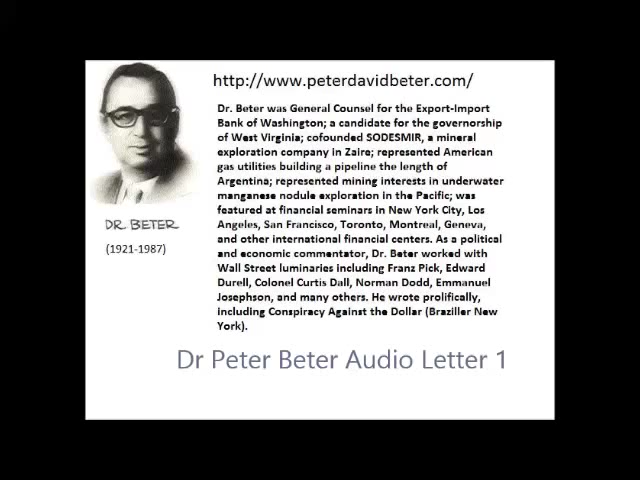 http://www.peterdavidbeter.com/
Dr. Beter was General Counsel for the Export-Import
Bank of Washington; a candidate for the governorship
of West Virginia; cofounded SODESMIR, a mineral
exploration company in Zaire; represented American
gas utilities building a pipeline the length of
Argentina; represented mining interests in underwater
manganese nodule exploration in the Pacific; was
featured at financial seminars in New York City, Los
Angeles, San Francisco, Toronto, Montreal, Geneva,
and other international financial centers. As a political
and economic commentator, Dr. Beter worked with
Wall Street luminaries including Franz Pick, Edward
Durell, Colonel Curtis Dall, Norman Dodd, Emmanuel
Josephson, and many others. He wrote prolifically,
including Conspiracy Against the Dollar (Braziller New
York).
DR. BETER
(1921-1987)
Dr Peter Beter Audio Letter 1